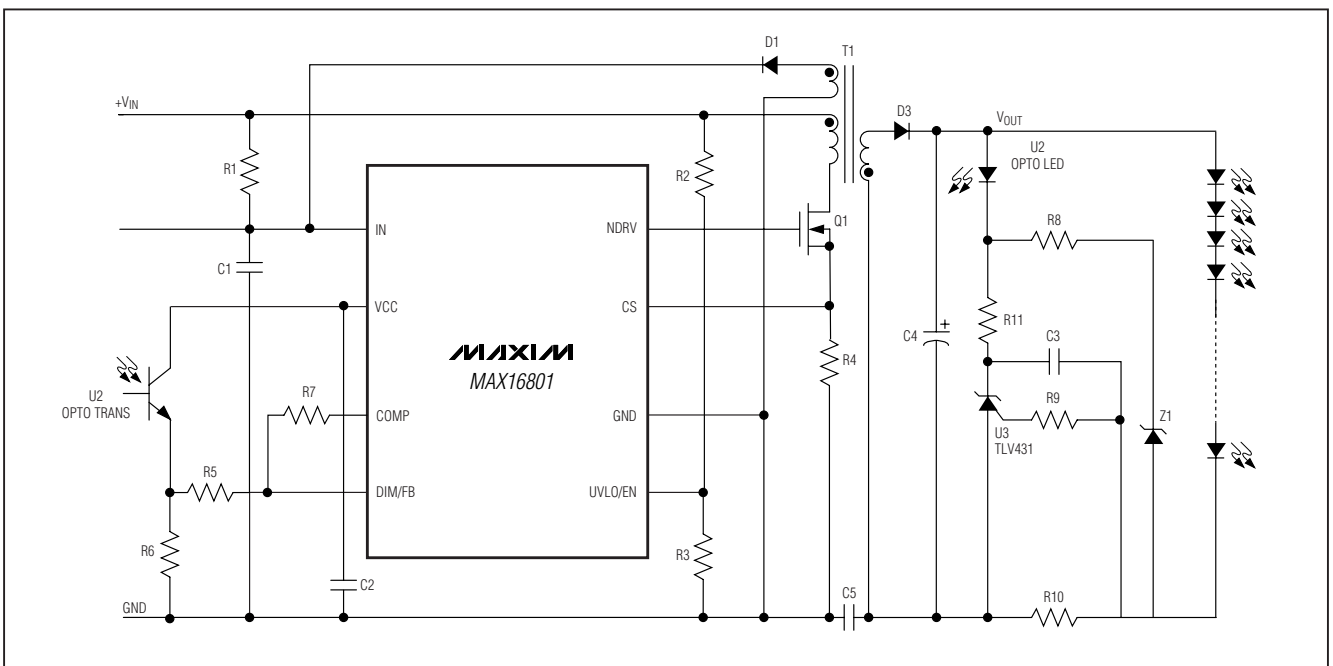 D1
T1
+VIN
D3
VOUT
U2
OPTO LED
R1
R2
R8
IN
NDRV
Q1
C1
VCC
CS
R11
C3
C4
MAXIM
MAX16801
R4
U2
OPTO TRANS
R7
COMP
GND
R9
Z1
U3
TLV431
R5
DIM/FB
UVLO/EN
R6
R3
C2
C5
R10
GND
+